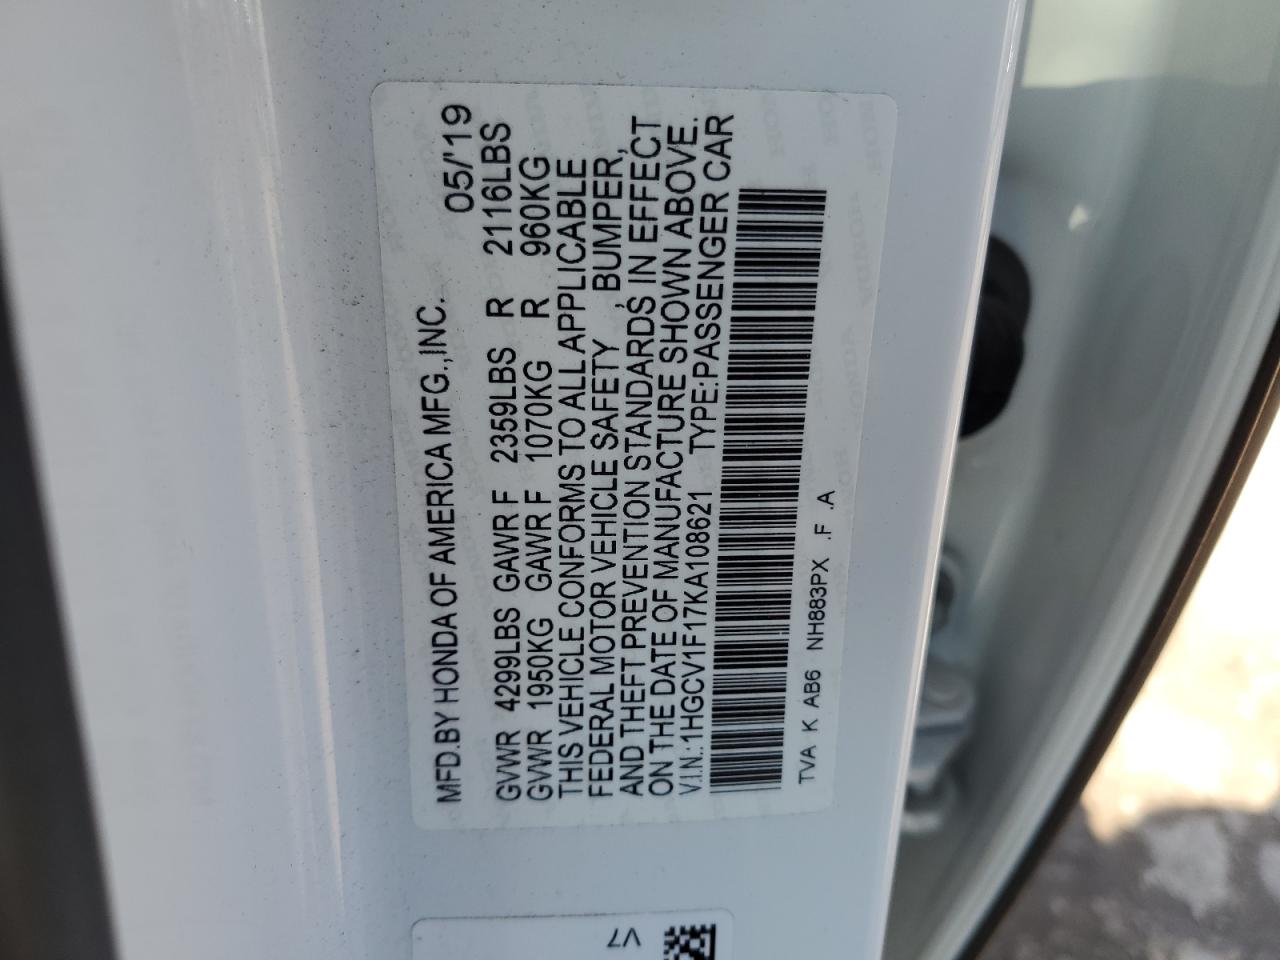 MFD.BY HONDA OF AMERICA MFG.,INC. 05/'19
GVWR 4299LBS GAWR F 2359LBS R 2116LBS
GVWR 1950KG GAWR F 1070KG R 960KG
THIS VEHICLE CONFORMS TO ALL APPLICABLE
FEDERAL MOTOR VEHICLE SAFETY , BUMPER,
AND THEFT PREVENTION STANDARDS IN EFFECT
ON THE DATE OF MANUFACTURE SHOWN ABOVE.
V.I.N.:1HGCV1F17KA108621 TYPE:PASSENGER CAR
TVA K AB6 NH883PX .F .A
V7